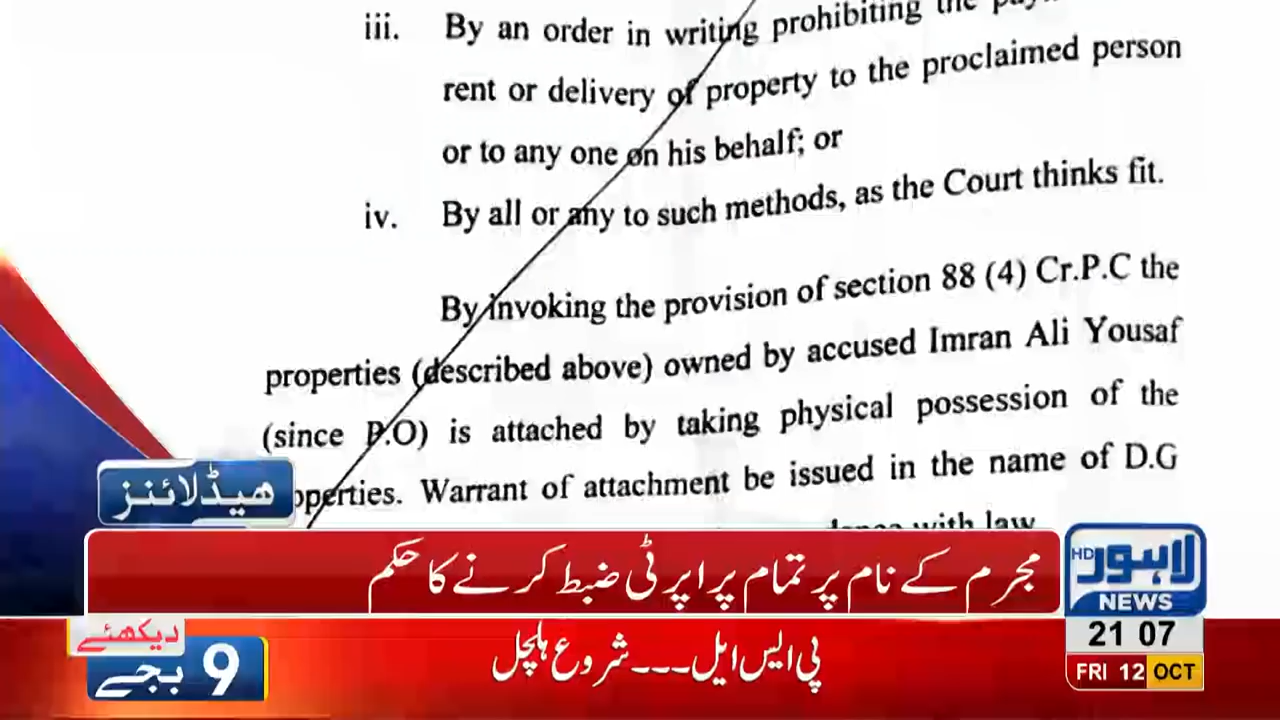 iii. By an order in writing prohibiting the
rent or delivery of property to the proclaimed person
or to any one on his behalf; or
iv. By all or any to such methods, as the Court thinks fit.
By invoking the provision of section 88 (4) Cr.P.C the
properties (described above) owned by accused Imran Ali Yousaf
(since P.O) is attached by taking physical possession of the
operties. Warrant of attachment be issued in the name of D.G
with law
ھیڈلائنز
مجرم کے نام پر تمام پراپرٹی ضبط کرنے کا حکم
لاہور HD
NEWS
21 07
FRI 12 OCT
دیکھئے
9 بجے
پی ایس ایل۔۔۔شروع ہلچل